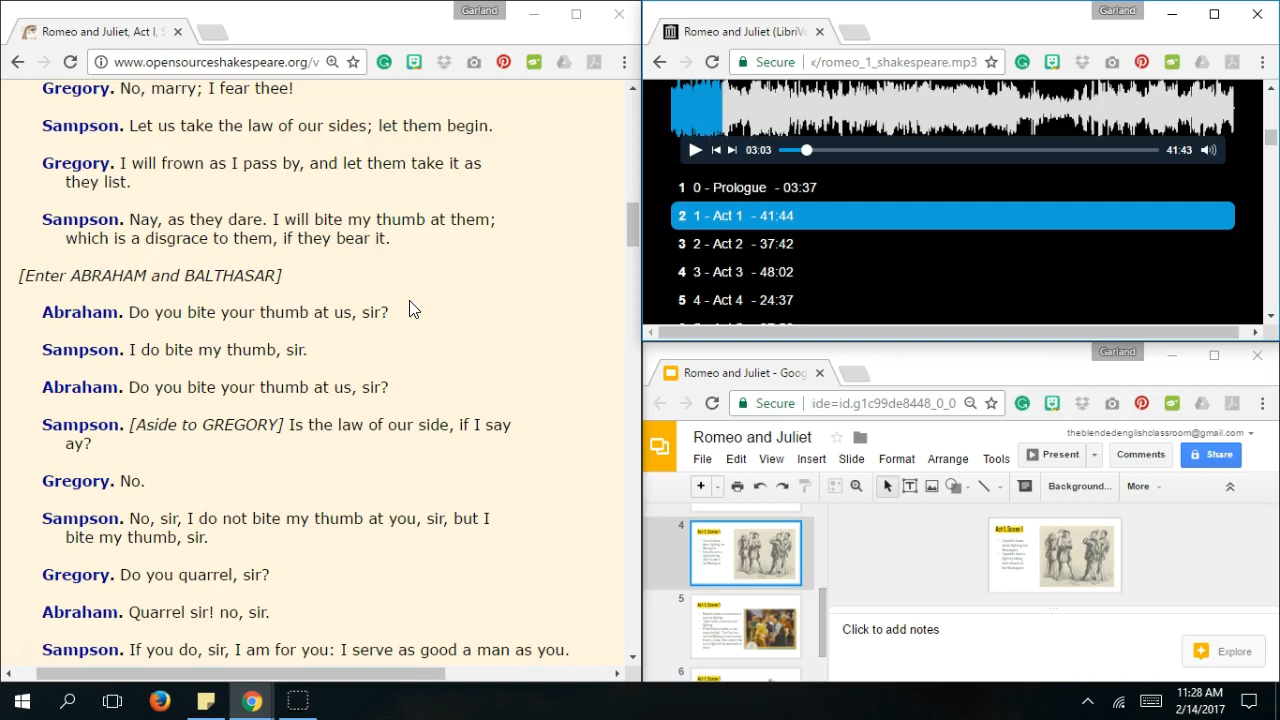 Garland
Romeo and Juliet, Act I, S
www.opensourceshakespeare.org/v
Gregory. No, marry; I fear thee!
Sampson. Let us take the law of our sides; let them begin.
Gregory. I will frown as I pass by, and let them take it as
they list.
Sampson. Nay, as they dare. I will bite my thumb at them;
which is a disgrace to them, if they bear it.
[Enter ABRAHAM and BALTHASAR]
Abraham. Do you bite your thumb at us, sir?
Sampson. I do bite my thumb, sir.
Abraham. Do you bite your thumb at us, sir?
Sampson. [Aside to GREGORY] Is the law of our side, if I say
ay?
Gregory. No.
Sampson. No, sir, I do not bite my thumb at you, sir, but I
bite my thumb, sir.
Gregory. Do you quarrel, sir?
Abraham. Quarrel sir! no, sir.
Sampson. If you do, sir, I am for you: I serve as good a man as you.
Garland
Romeo and Juliet (LibriVo
Secure x/romeo_1_shakespeare.mp3
03:03 41:43
1 0 - Prologue - 03:37
2 1 - Act 1 - 41:44
3 2 - Act 2 - 37:42
4 3 - Act 3 - 48:02
5 4 - Act 4 - 24:37
Garland
Romeo and Juliet - Goog
Secure ide=id.g1c99de8448_0_0
Romeo and Juliet
theblendedenglishclassroom@gmail.com
File Edit View Insert Slide Format Arrange Tools
Present Comments Share
Background... More
4
Act I, Scene 1
5
Act I, Scene 1
6
Act I, Scene 1
Click to add notes
Explore
11:28 AM
2/14/2017